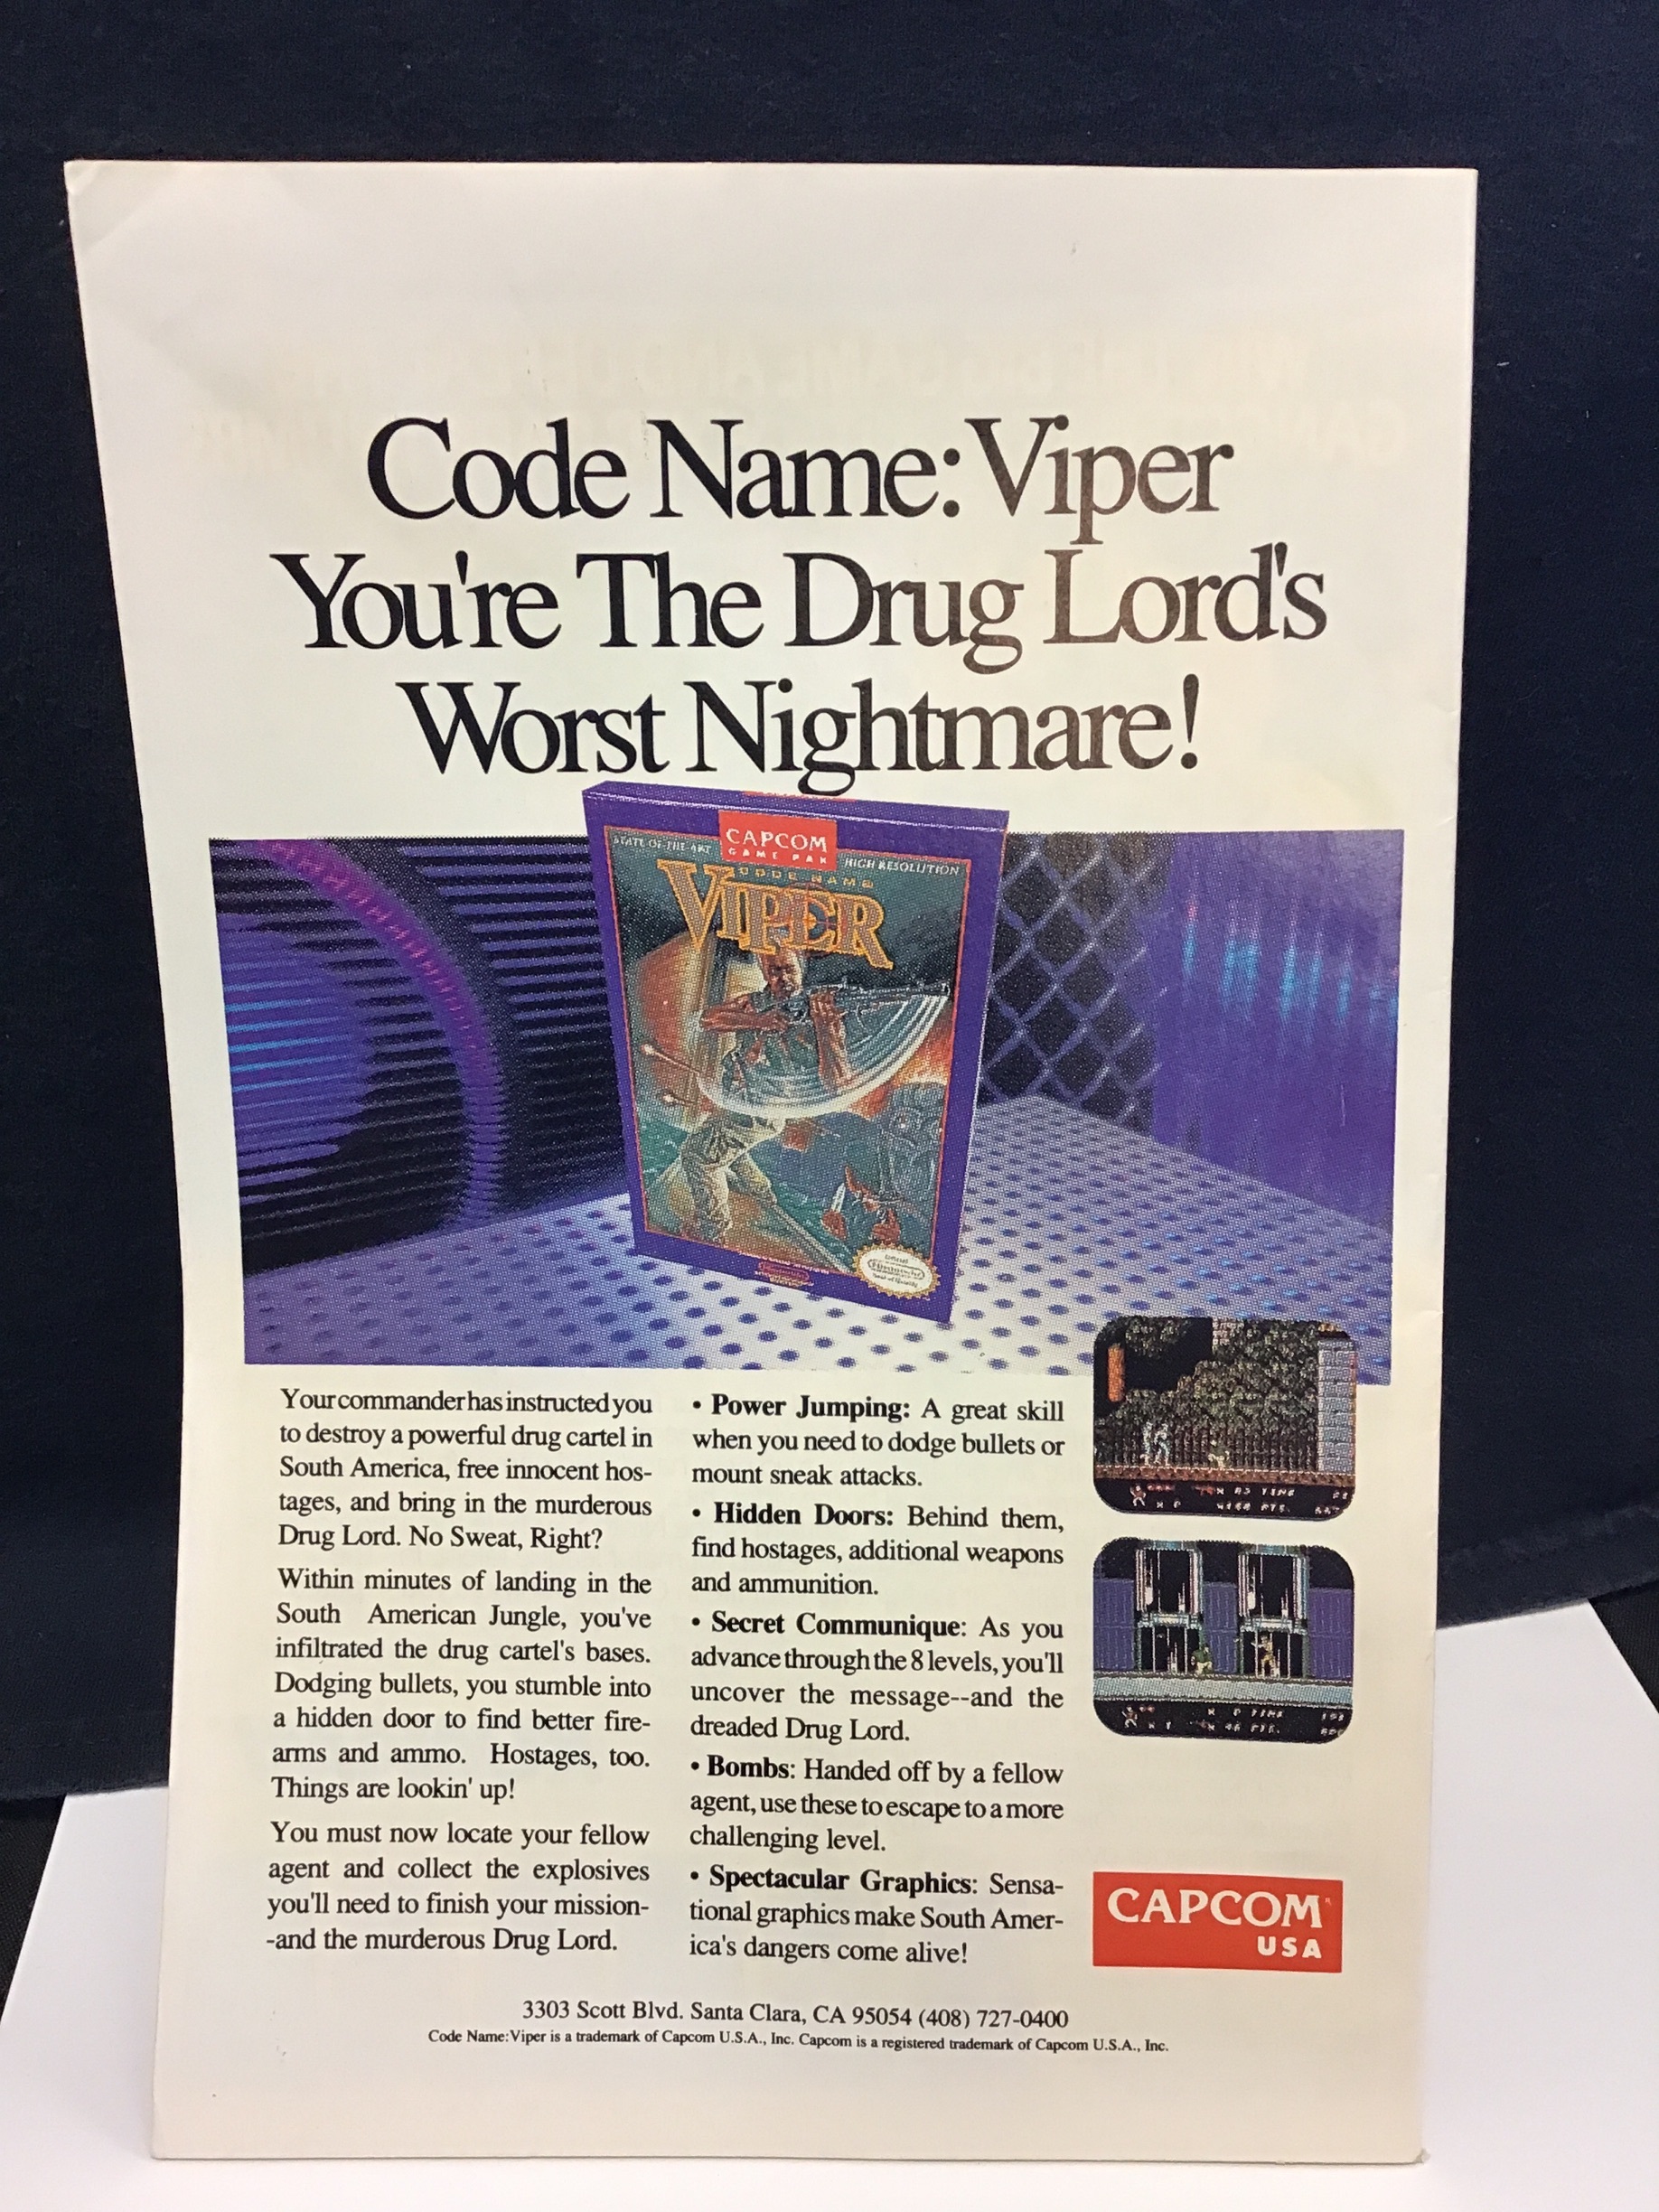 Code Name: Viper
You're The Drug Lord's
Worst Nightmare!
STATE-OF-THE-ART
CAPCOM
GAME PAK
HIGH RESOLUTION
CODE NAME
VIPER
Your commander has instructed you
to destroy a powerful drug cartel in
South America, free innocent hos-
tages, and bring in the murderous
Drug Lord. No Sweat, Right?
Within minutes of landing in the
South American Jungle, you've
infiltrated the drug cartel's bases.
Dodging bullets, you stumble into
a hidden door to find better fire-
arms and ammo. Hostages, too.
Things are lookin' up!
You must now locate your fellow
agent and collect the explosives
you'll need to finish your mission-
-and the murderous Drug Lord.
• Power Jumping: A great skill
when you need to dodge bullets or
mount sneak attacks.
• Hidden Doors: Behind them,
find hostages, additional weapons
and ammunition.
• Secret Communique: As you
advance through the 8 levels, you'll
uncover the message--and the
dreaded Drug Lord.
• Bombs: Handed off by a fellow
agent, use these to escape to a more
challenging level.
• Spectacular Graphics: Sensa-
tional graphics make South Amer-
ica's dangers come alive!
CAPCOM
USA
3303 Scott Blvd. Santa Clara, CA 95054 (408) 727-0400
Code Name: Viper is a trademark of Capcom U.S.A., Inc. Capcom is a registered trademark of Capcom U.S.A., Inc.